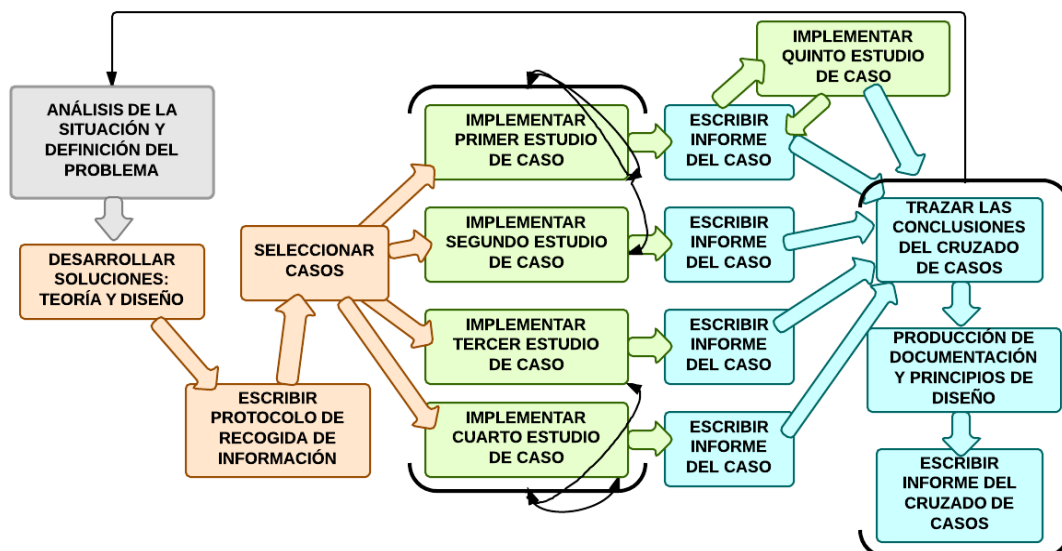 ANÁLISIS DE LA
SITUACIÓN Y
DEFINICIÓN DEL
PROBLEMA
DESARROLLAR
SOLUCIONES:
TEORÍA Y DISEÑO
ESCRIBIR
PROTOCOLO DE
RECOGIDA DE
INFORMACIÓN
SELECCIONAR
CASOS
IMPLEMENTAR
PRIMER ESTUDIO
DE CASO
IMPLEMENTAR
SEGUNDO ESTUDIO
DE CASO
IMPLEMENTAR
TERCER ESTUDIO
DE CASO
IMPLEMENTAR
CUARTO ESTUDIO
DE CASO
ESCRIBIR
INFORME
DEL CASO
ESCRIBIR
INFORME
DEL CASO
ESCRIBIR
INFORME
DEL CASO
ESCRIBIR
INFORME
DEL CASO
IMPLEMENTAR
QUINTO ESTUDIO
DE CASO
TRAZAR LAS
CONCLUSIONES
DEL CRUZADO
DE CASOS
PRODUCCIÓN DE
DOCUMENTACIÓN
Y PRINCIPIOS DE
DISEÑO
ESCRIBIR
INFORME DEL
CRUZADO DE
CASOS